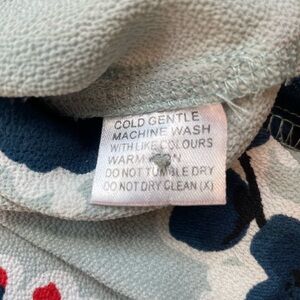 COLD GENTLE
MACHINE WASH
WITH LIKE COLOURS
WARM
DO NOT TUMBLE DRY
DO NOT DRY CLEAN (X)